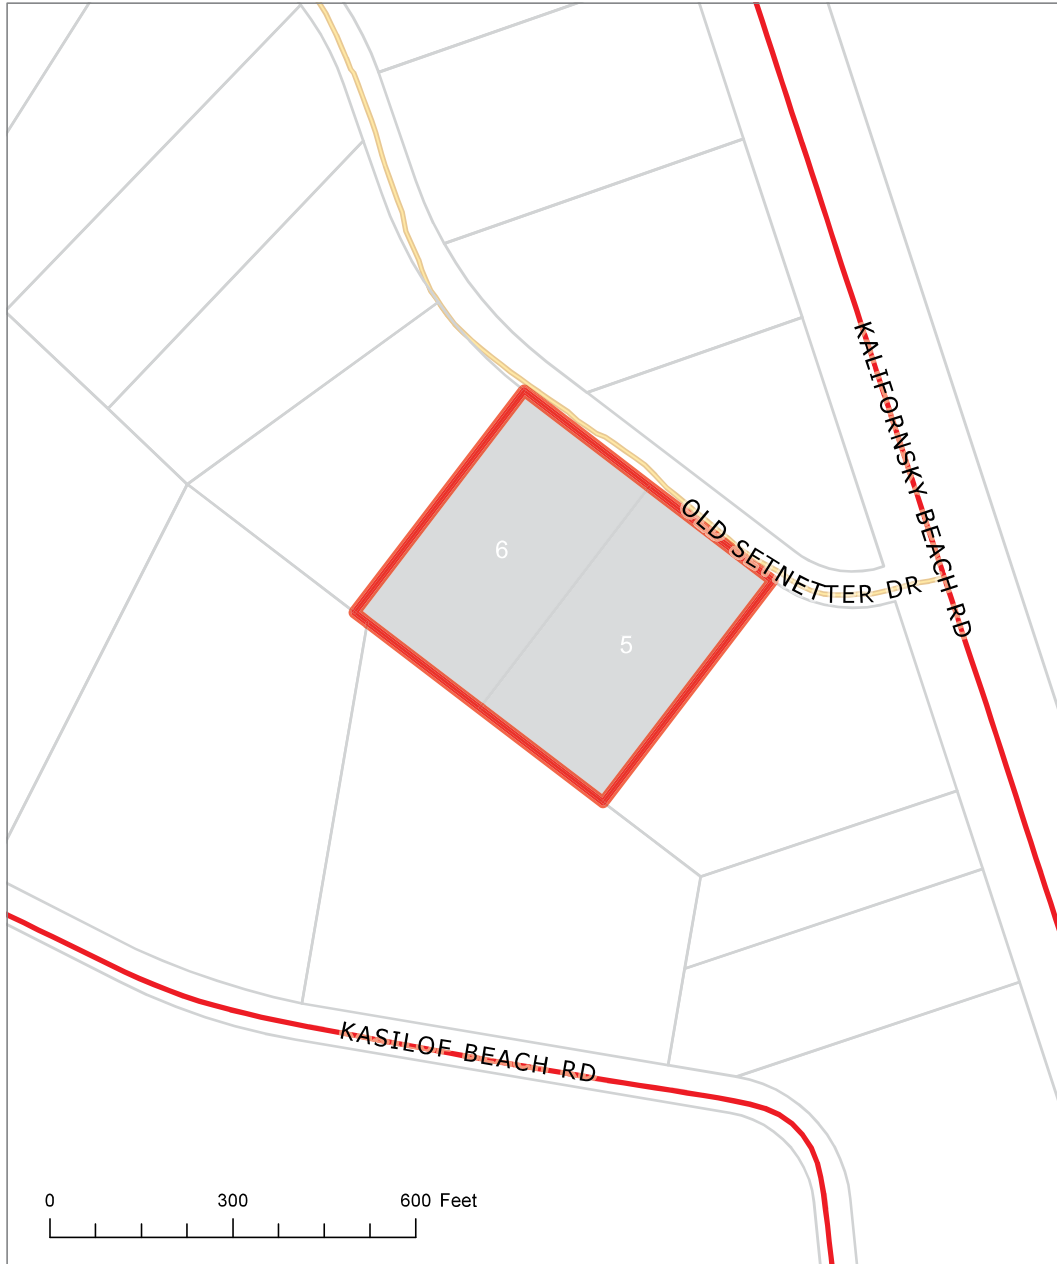 KALIFORNSKY BEACH RD
OLD SETNETTER DR
6
5
KASILOF BEACH RD
0 300 600 Feet